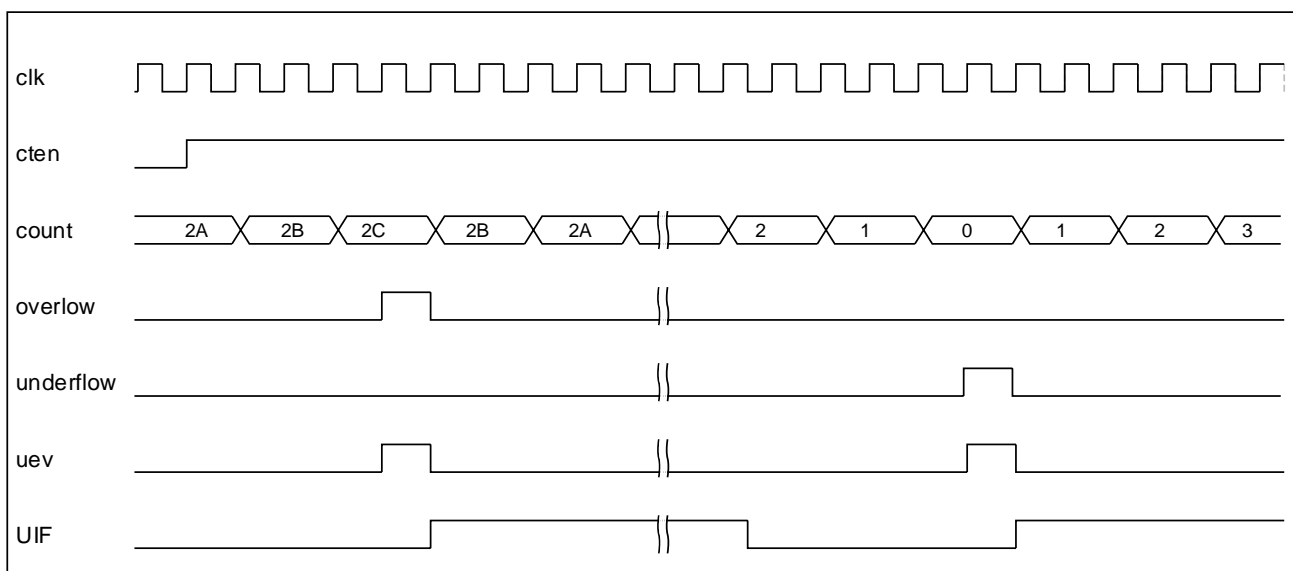 clk
cten
count 2A 2B 2C 2B 2A 2 1 0 1 2 3
overlow
underflow
uev
UIF